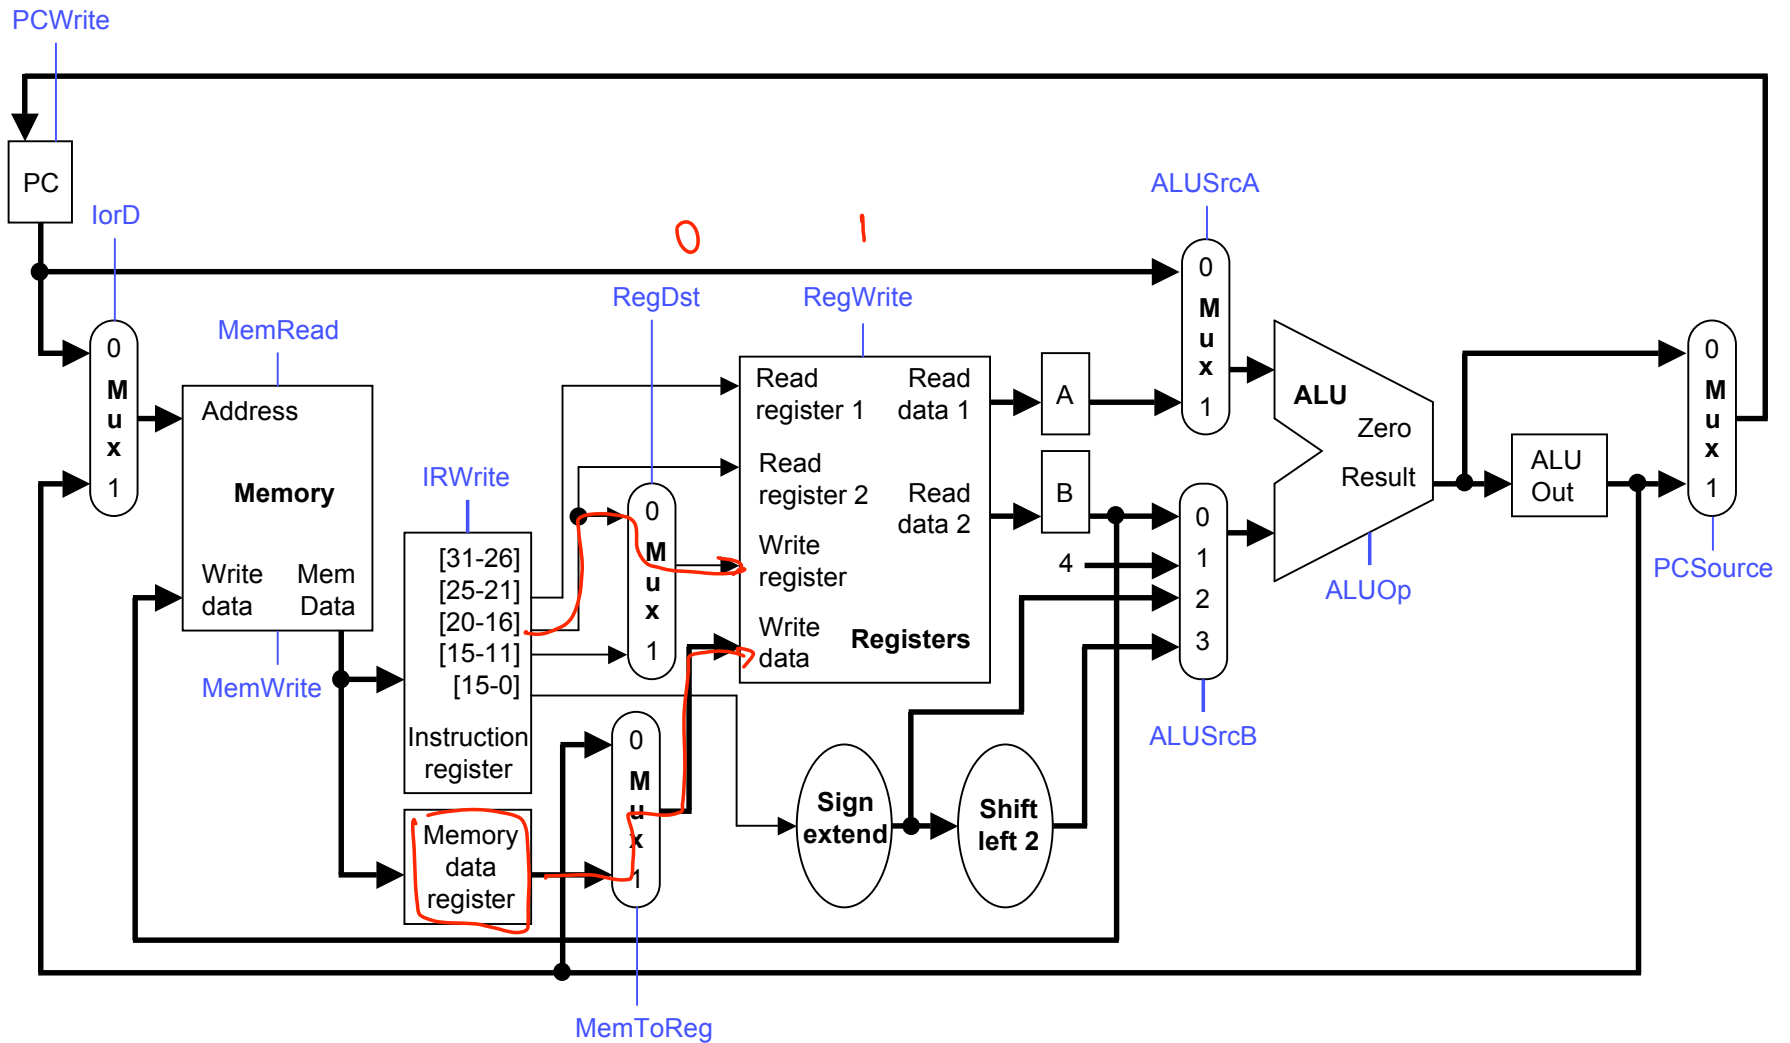 PCWrite
PC
IorD
0
M
u
x
1
MemRead
Address
Memory
Write
data
Mem
Data
MemWrite
IRWrite
[31-26]
[25-21]
[20-16]
[15-11]
[15-0]
Instruction
register
Memory
data
register
0 1
RegDst
0
M
u
x
1
0
M
u
x
1
MemToReg
RegWrite
Read
register 1
Read
data 1
Read
register 2
Read
data 2
Write
register
Write
data
Registers
Sign
extend
Shift
left 2
A
B
4
ALUSrcA
0
M
u
x
1
0
1
2
3
ALUSrcB
ALU
Zero
Result
ALUOp
ALU
Out
0
M
u
x
1
PCSource